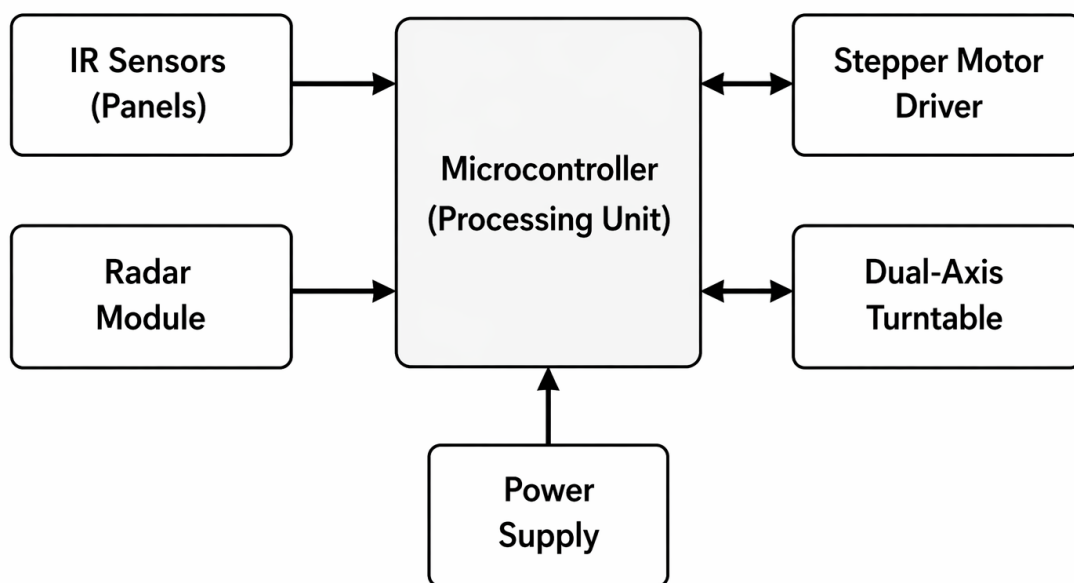 IR Sensors
(Panels)
Microcontroller
(Processing Unit)
Stepper Motor
Driver
Radar
Module
Dual-Axis
Turntable
Power
Supply